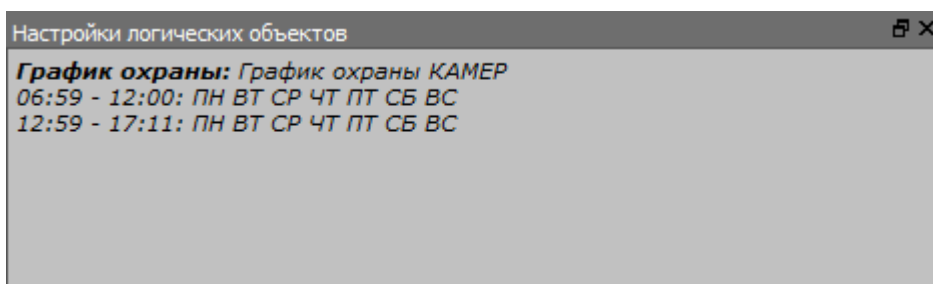 Настройки логических объектов
График охраны: График охраны КАМЕР
06:59 - 12:00: ПН ВТ СР ЧТ ПТ СБ ВС
12:59 - 17:11: ПН ВТ СР ЧТ ПТ СБ ВС